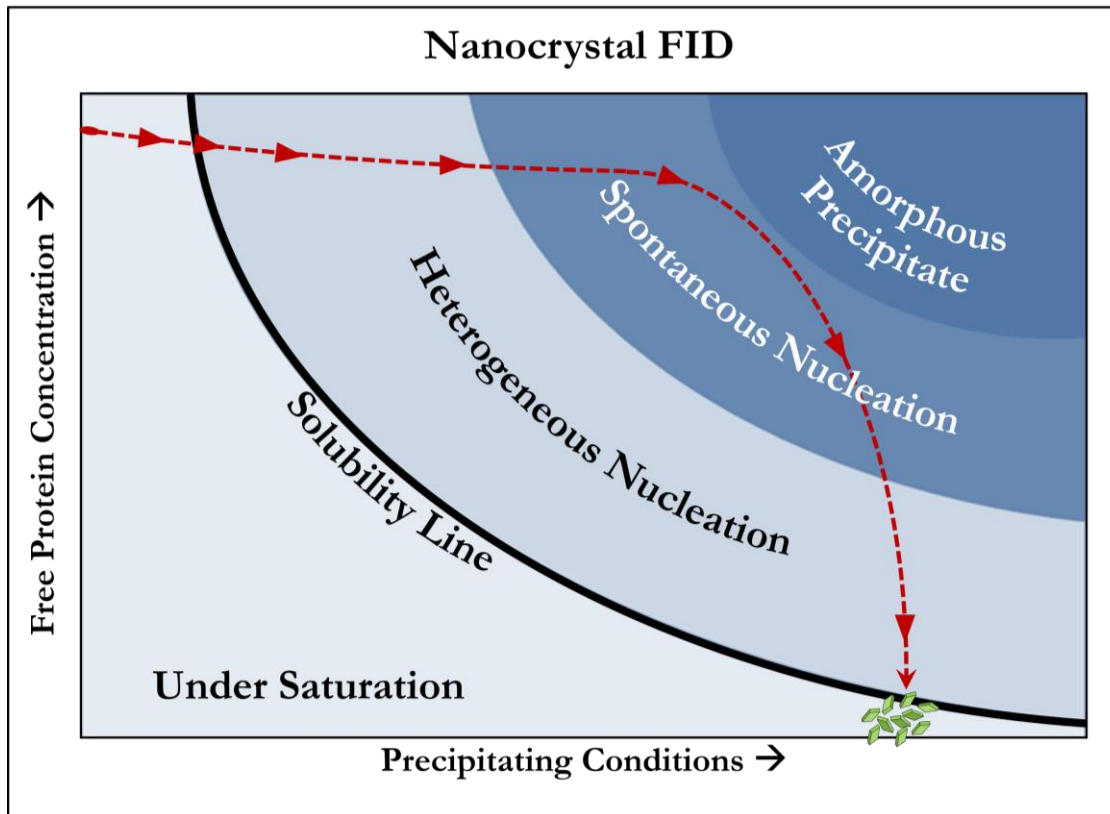 Nanocrystal FID
Free Protein Concentration →
Amorphous
Precipitate
Spontaneous Nucleation
Heterogeneous Nucleation
Solubility Line
Under Saturation
Precipitating Conditions →